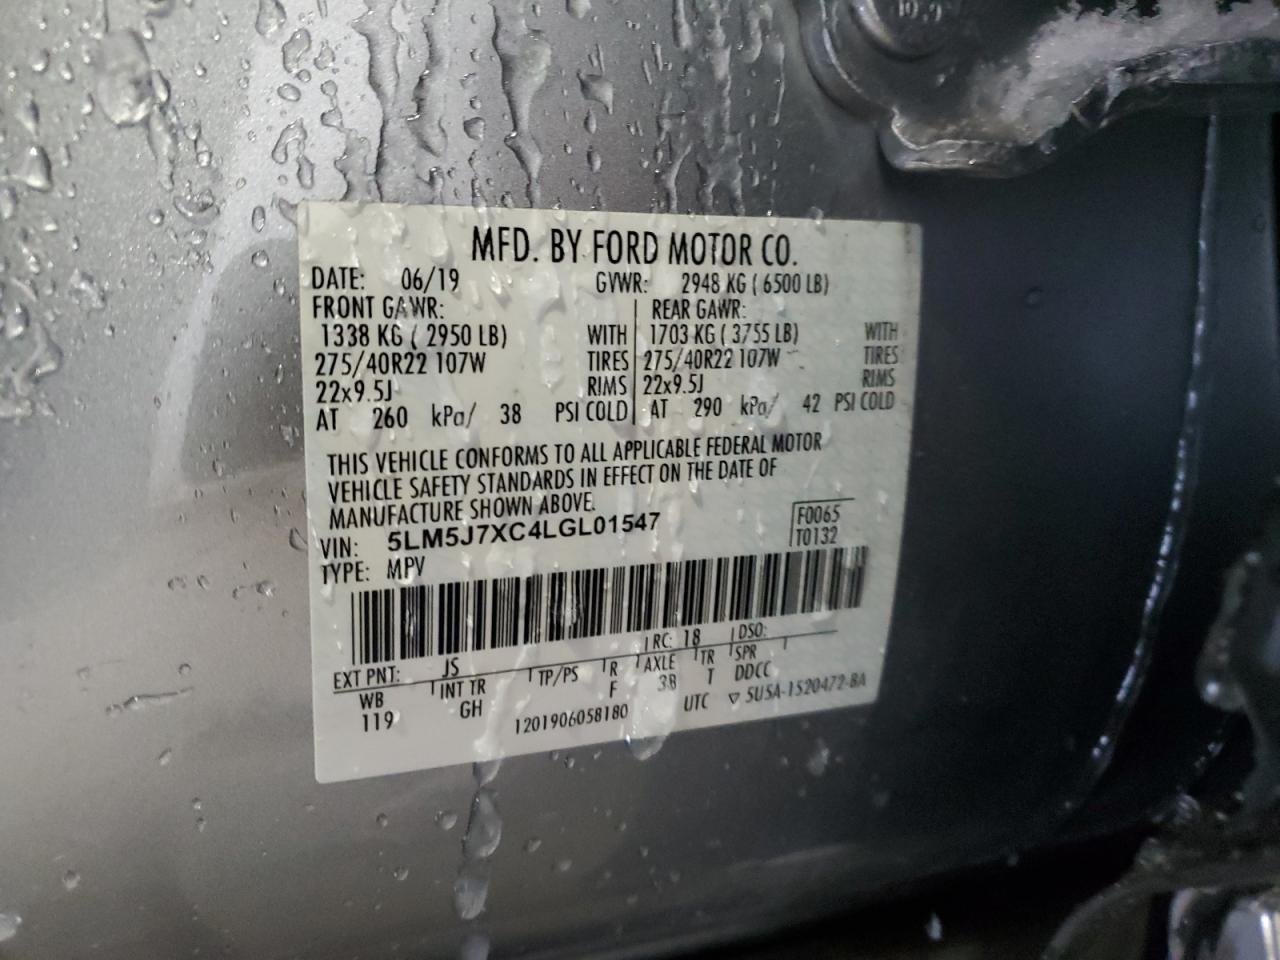 MFD. BY FORD MOTOR CO.
DATE: 06/19 GVWR: 2948 KG ( 6500 LB)
FRONT GAWR: REAR GAWR:
1338 KG ( 2950 LB) WITH 1703 KG ( 3755 LB) WITH
275/40R22 107W TIRES 275/40R22 107W TIRES
22x9.5J RIMS 22x9.5J RIMS
AT 260 kPa/ 38 PSI COLD AT 290 kPa/ 42 PSI COLD
THIS VEHICLE CONFORMS TO ALL APPLICABLE FEDERAL MOTOR
VEHICLE SAFETY STANDARDS IN EFFECT ON THE DATE OF
MANUFACTURE SHOWN ABOVE.
VIN: 5LM5J7XC4LGL01547 F0065
TYPE: MPV T0132
EXT PNT: JS RC: 18 DSO:
WB INT TR TP/PS R AXLE TR SPR
119 GH F 3B T DDCC
1201906058180 UTC ▽ 5U5A-1520472-BA